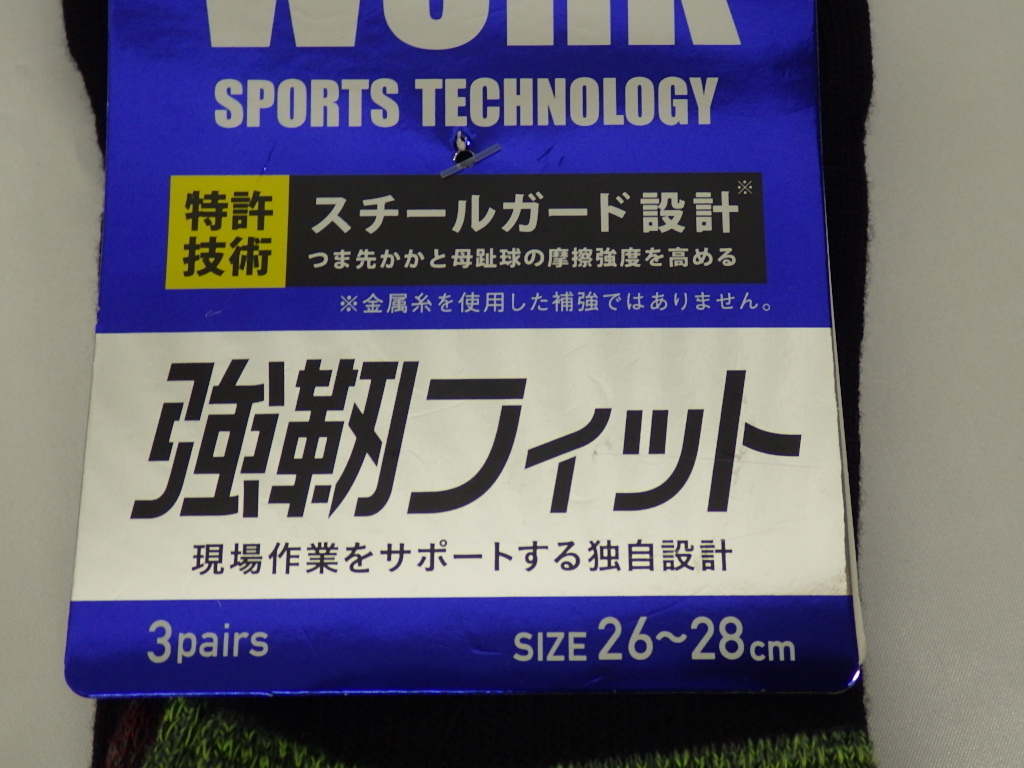 WORK
SPORTS TECHNOLOGY
特許
技術
スチールガード設計※
つま先かかと母趾球の摩擦強度を高める
※金属糸を使用した補強ではありません。
強靭フィット
現場作業をサポートする独自設計
3pairs
SIZE 26~28cm